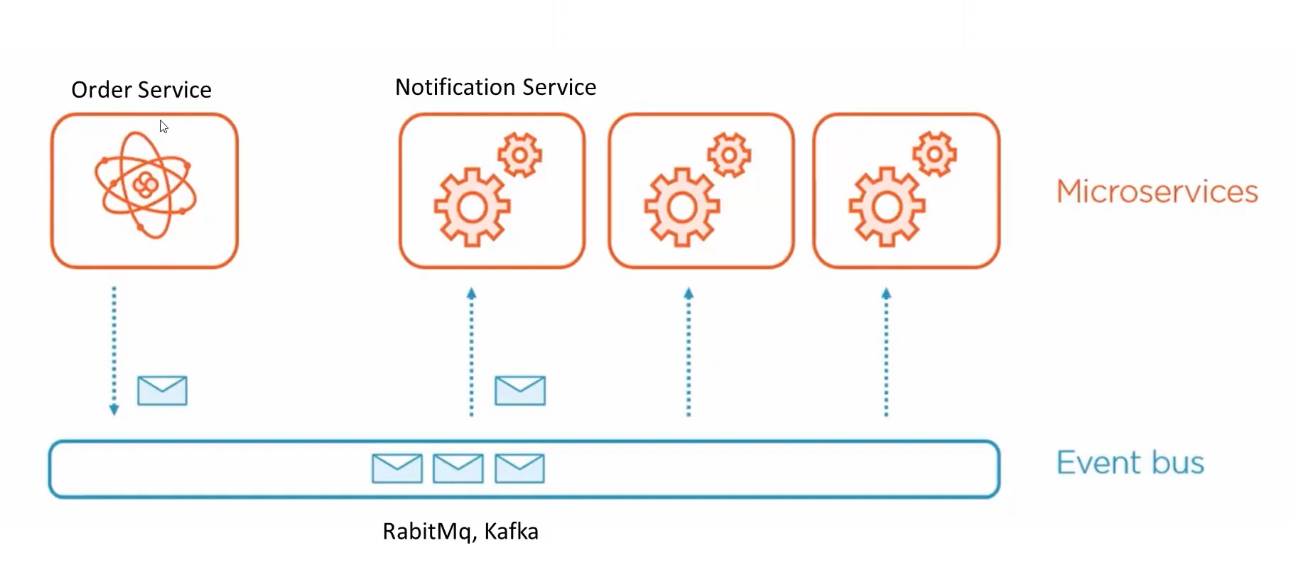 Order Service
Notification Service
Microservices
Event bus
RabitMq, Kafka